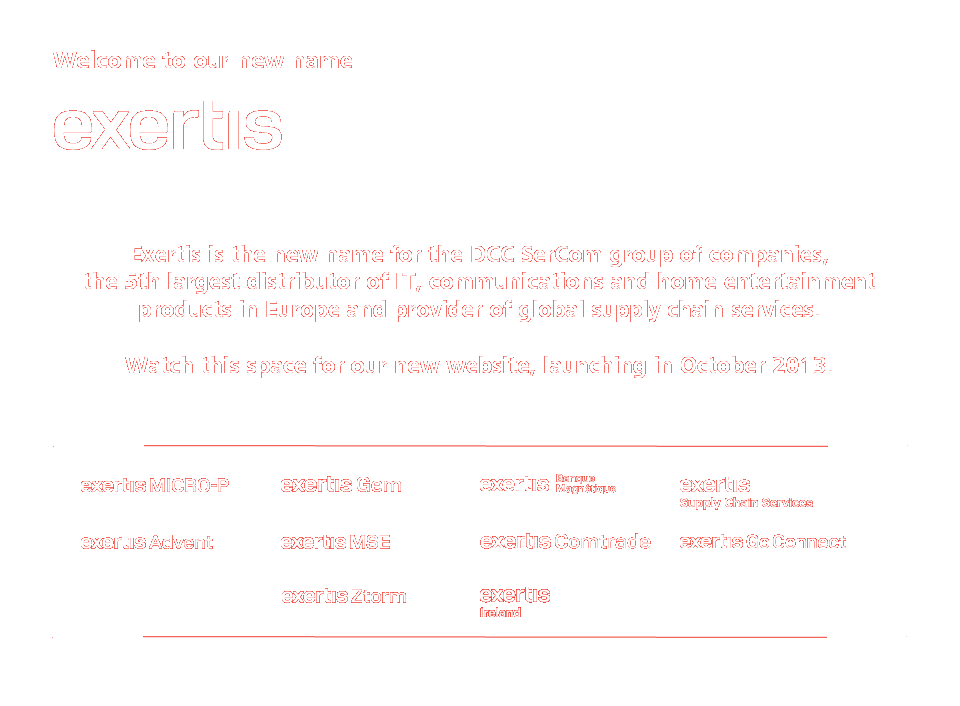 Welcome to our new name
exertis
Exertis is the new name for the DCC SerCom group of companies,
the 5th largest distributor of IT, communications and home entertainment
products in Europe and provider of global supply chain services.
Watch this space for our new website, launching in October 2013.
exertis MICRO-P
exertis Gem
exertis Banque Magnétique
exertis Supply Chain Services
exertis Advent
exertis MSE
exertis Comtrade
exertis Go Connect
exertis Ztorm
exertis Ireland